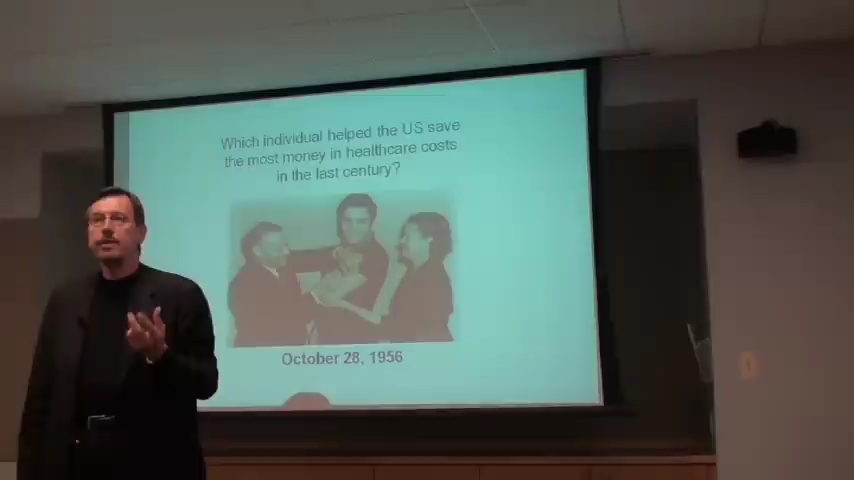 Which individual helped the US save
the most money in healthcare costs
in the last century?
October 28, 1956